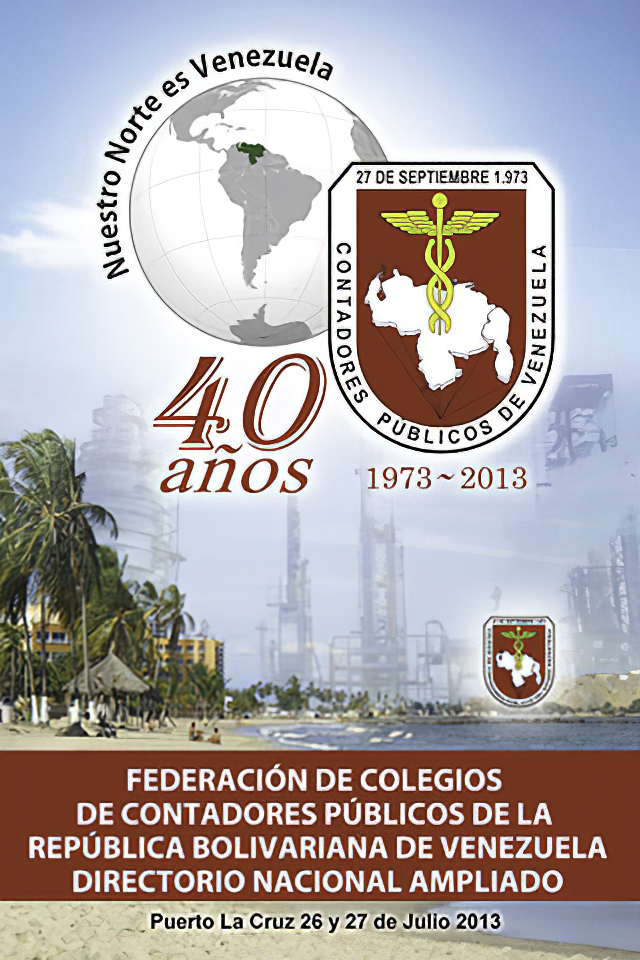 Nuestro Norte es Venezuela
27 DE SEPTIEMBRE 1.973
CONTADORES PÚBLICOS DE VENEZUELA
40
años
1973~2013
FEDERACIÓN DE COLEGIOS
DE CONTADORES PÚBLICOS DE LA
REPÚBLICA BOLIVARIANA DE VENEZUELA
DIRECTORIO NACIONAL AMPLIADO
Puerto La Cruz 26 y 27 de Julio 2013